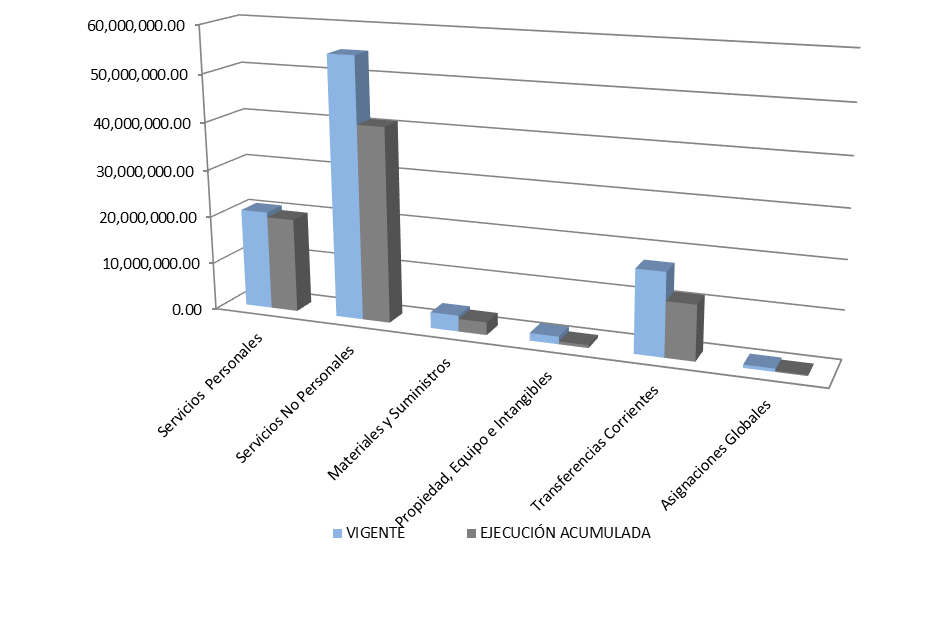 60,000,000.00
50,000,000.00
40,000,000.00
30,000,000.00
20,000,000.00
10,000,000.00
0.00
Servicios Personales
Servicios No Personales
Materiales y Suministros
Propiedad, Equipo e Intangibles
Transferencias Corrientes
Asignaciones Globales
VIGENTE
EJECUCIÓN ACUMULADA